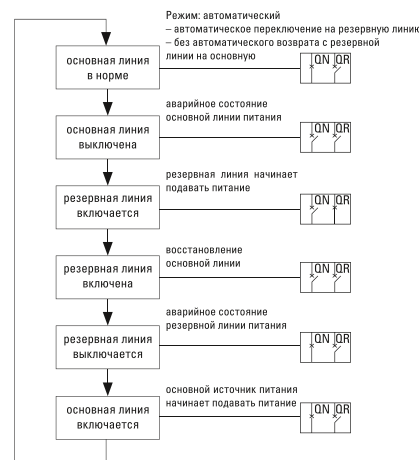 Режим: автоматический
– автоматическое переключение на резервную линию
– без автоматического возврата с резервной
линии на основную
основная линия
в норме
QN QR
аварийное состояние
основной линии питания
основная линия
выключена
QN QR
резервная линия начинает
подавать питание
резервная линия
включается
QN QR
восстановление
основной линии
резервная линия
включена
QN QR
аварийное состояние
резервной линии питания
резервная линия
выключается
QN QR
основной источник питания
начинает подавать питание
основная линия
включается
QN QR